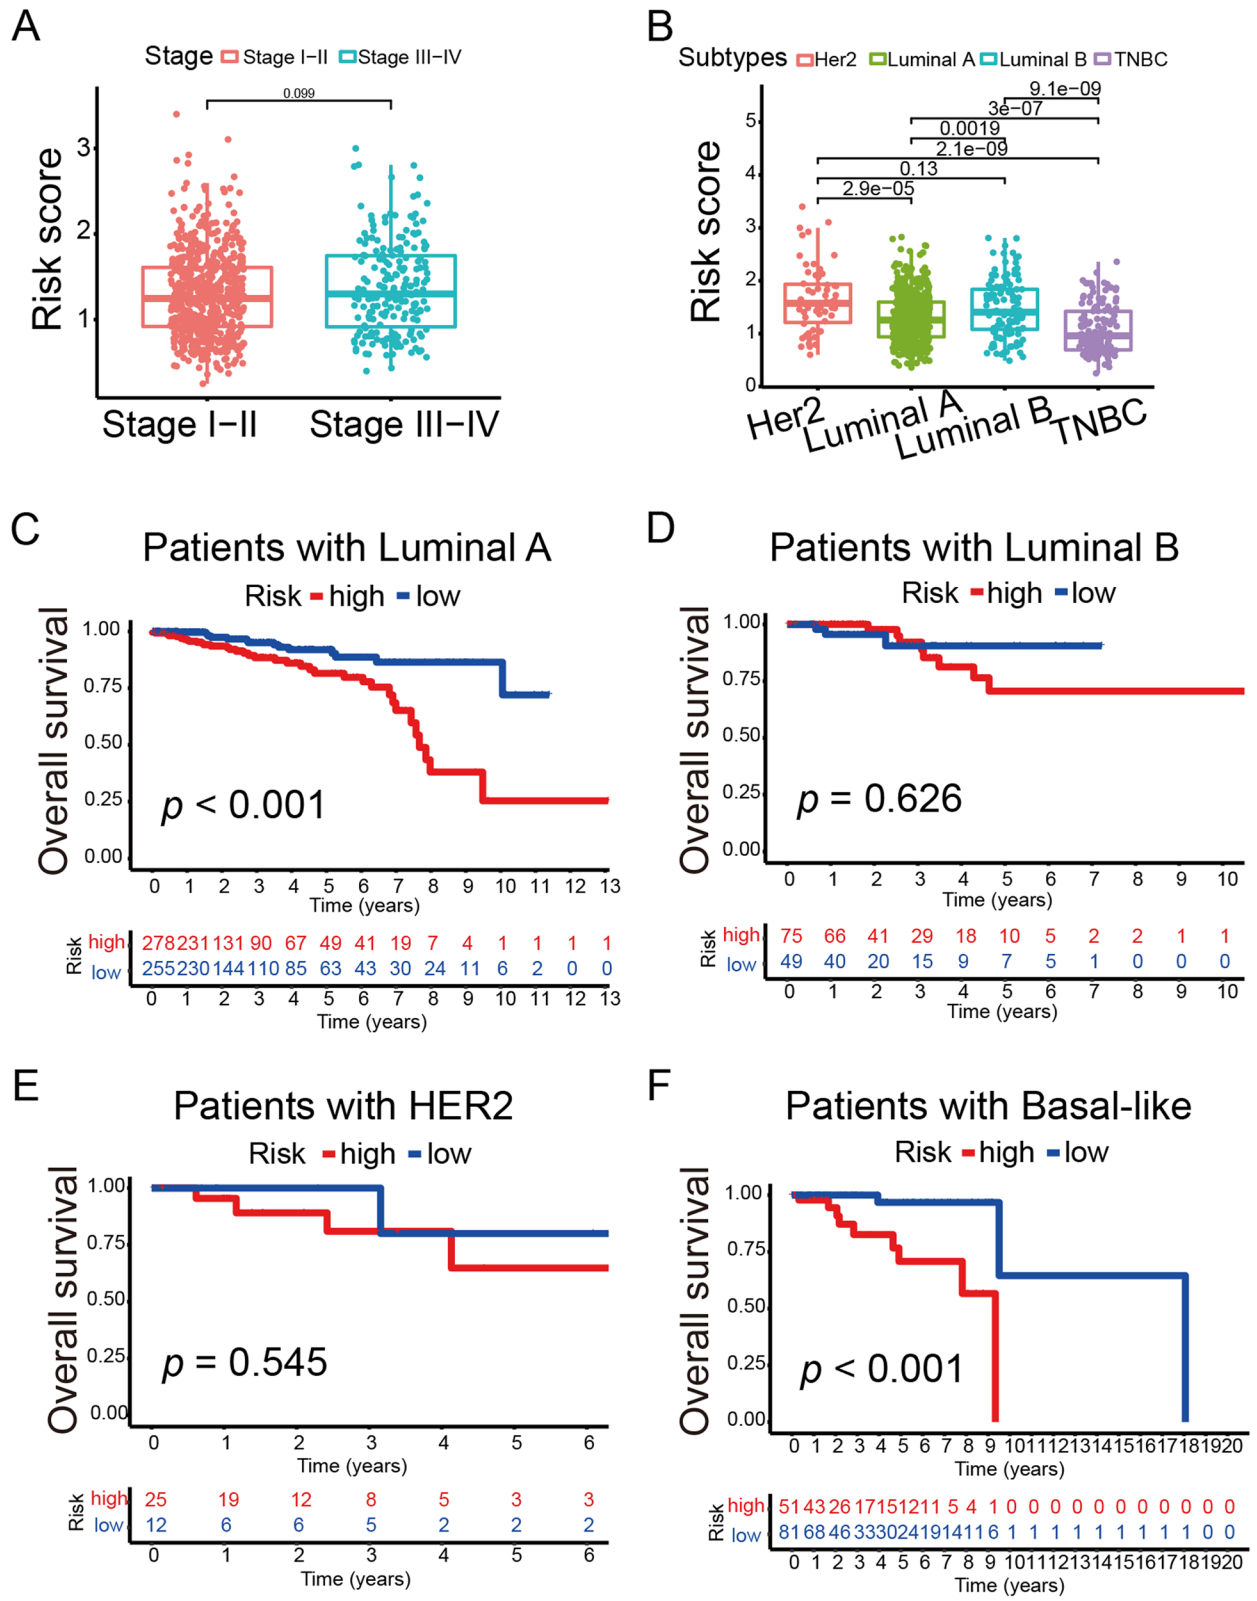 A
Stage Stage I−II Stage III−IV
0.099
Risk score
3
2
1
Stage I−II Stage III−IV
B
Subtypes Her2 Luminal A Luminal B TNBC
9.1e−09
3e−07
0.0019
2.1e−09
0.13
2.9e−05
Risk score
5
4
3
2
1
0
Her2 Luminal A Luminal B TNBC
C
Patients with Luminal A
Risk high low
Overall survival
1.00
0.75
0.50
0.25
0.00
p < 0.001
0 1 2 3 4 5 6 7 8 9 10 11 12 13
Time (years)
Risk
high 278 231 131 90 67 49 41 19 7 4 1 1 1 1
low 255 230 144 110 85 63 43 30 24 11 6 2 0 0
0 1 2 3 4 5 6 7 8 9 10 11 12 13
Time (years)
D
Patients with Luminal B
Risk high low
Overall survival
1.00
0.75
0.50
0.25
0.00
p = 0.626
0 1 2 3 4 5 6 7 8 9 10
Time (years)
Risk
high 75 66 41 29 18 10 5 2 2 1 1
low 49 40 20 15 9 7 5 1 0 0 0
0 1 2 3 4 5 6 7 8 9 10
Time (years)
E
Patients with HER2
Risk high low
Overall survival
1.00
0.75
0.50
0.25
0.00
p = 0.545
0 1 2 3 4 5 6
Time (years)
Risk
high 25 19 12 8 5 3 3
low 12 6 6 5 2 2 2
0 1 2 3 4 5 6
Time (years)
F
Patients with Basal-like
Risk high low
Overall survival
1.00
0.75
0.50
0.25
0.00
p < 0.001
0 1 2 3 4 5 6 7 8 9 10 11 12 13 14 15 16 17 18 19 20
Time (years)
Risk
high 51 43 26 17 15 12 11 5 4 1 0 0 0 0 0 0 0 0 0 0 0
low 81 68 46 33 30 24 19 14 11 6 1 1 1 1 1 1 1 1 1 0 0
0 1 2 3 4 5 6 7 8 9 10 11 12 13 14 15 16 17 18 19 20
Time (years)